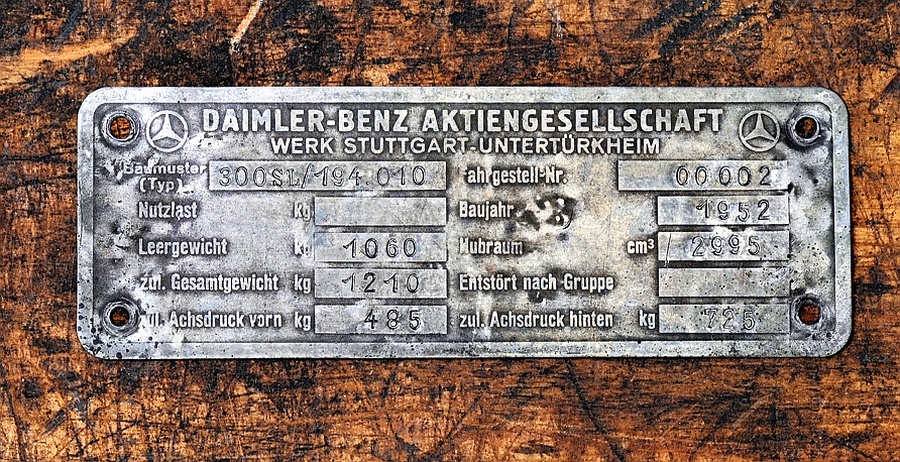 DAIMLER-BENZ AKTIENGESELLSCHAFT
WERK STUTTGART-UNTERTÜRKHEIM
Baumuster (Typ) 300SL/194 010 Fahrgestell-Nr. 00002
Nutzlast kg Baujahr 1952
Leergewicht kg 1060 Hubraum cm³ 2995
zul. Gesamtgewicht kg 1210 Entstört nach Gruppe
zul. Achsdruck vorn kg 485 zul. Achsdruck hinten kg 725